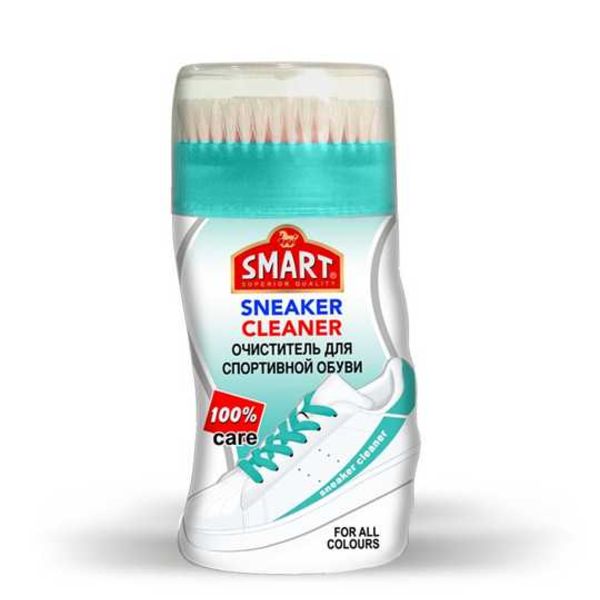 SMART®
SUPERIOR QUALITY
SNEAKER
CLEANER
ОЧИСТИТЕЛЬ ДЛЯ
СПОРТИВНОЙ ОБУВИ
100%
care
sneaker cleaner
FOR ALL
COLOURS